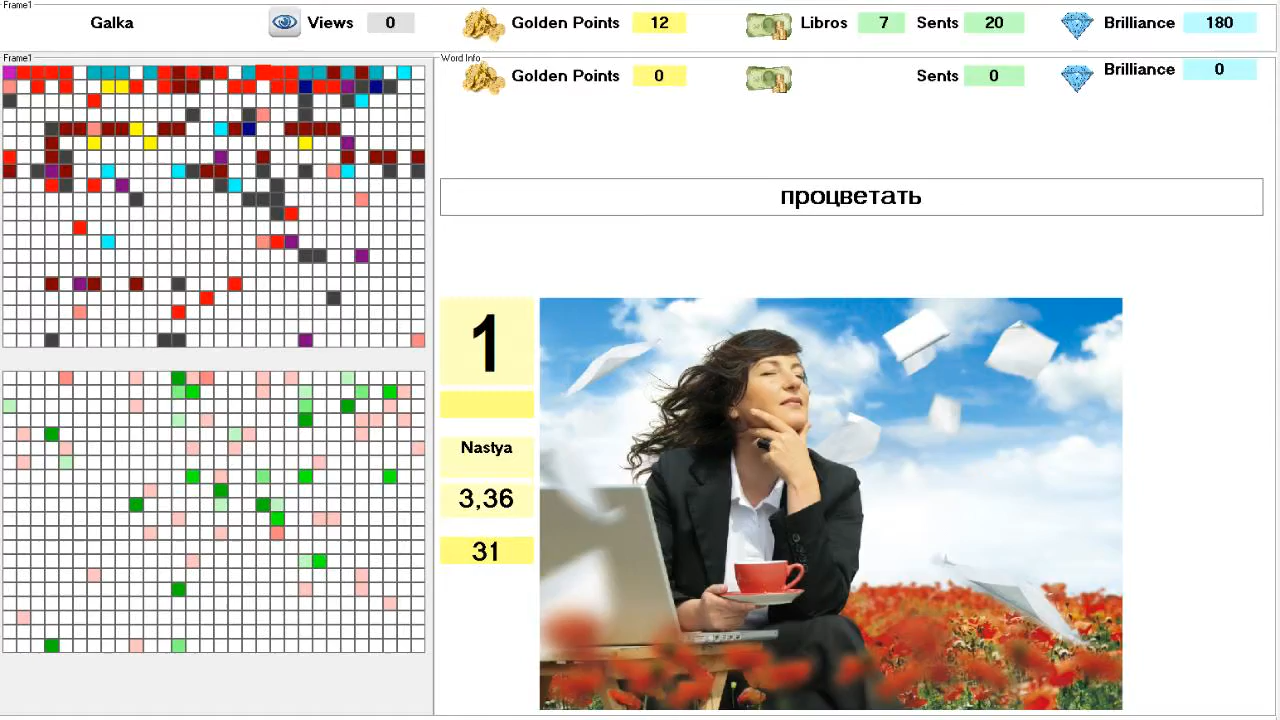 Frame1
Galka Views 0 Golden Points 12 Libros 7 Sents 20 Brilliance 180
Frame1
Word Info
Golden Points 0 Sents 0 Brilliance 0
процветать
1
Nastya
3,36
31